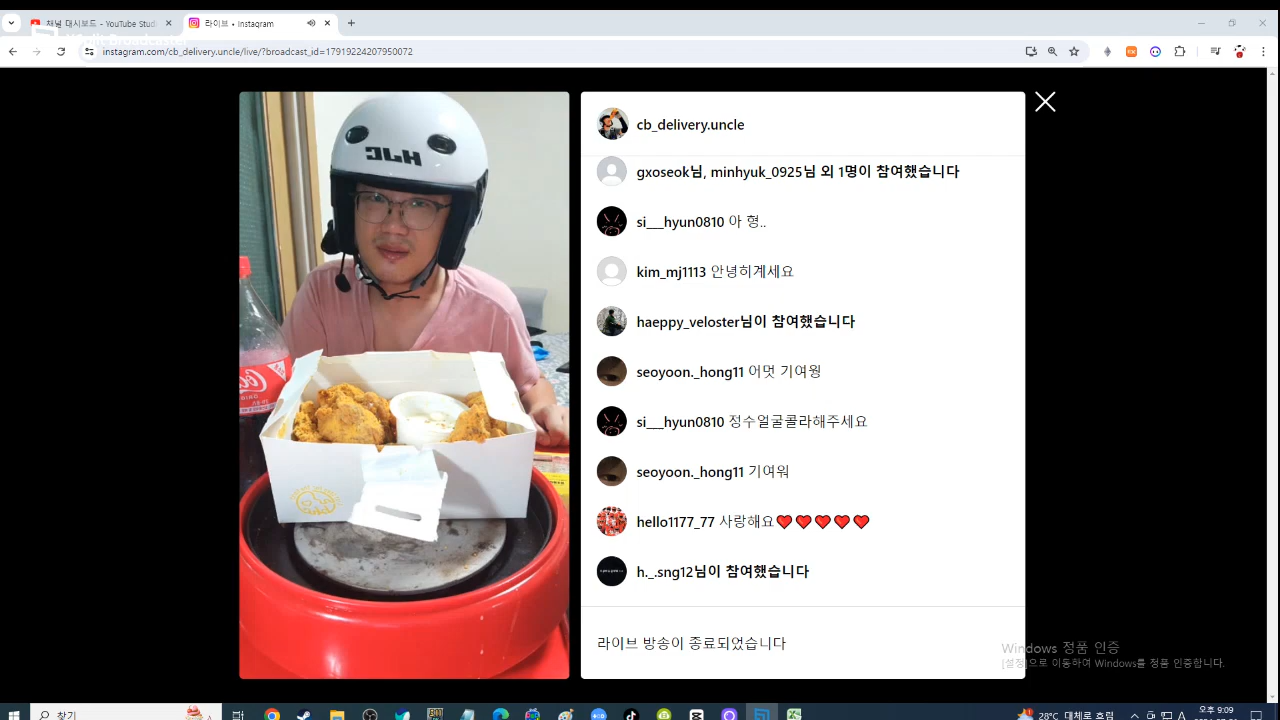 채널 대시보드 - YouTube Studi
라이브 • Instagram
instagram.com/cb_delivery.uncle/live/?broadcast_id=17919224207950072
HJC
cb_delivery.uncle
gxoseok님, minhyuk_0925님 외 1명이 참여했습니다
si___hyun0810 아 형..
kim_mj1113 안녕히계세요
haeppy_veloster님이 참여했습니다
seoyoon._hong11 어멋 기여웡
si___hyun0810 정수얼굴콜라해주세요
seoyoon._hong11 기여워
hello1177_77 사랑해요❤️❤️❤️❤️❤️
h._.sng12님이 참여했습니다
라이브 방송이 종료되었습니다
Windows 정품 인증
[설정]으로 이동하여 Windows를 정품 인증합니다.
찾기
28°C 대체로 흐림
오후 9:09